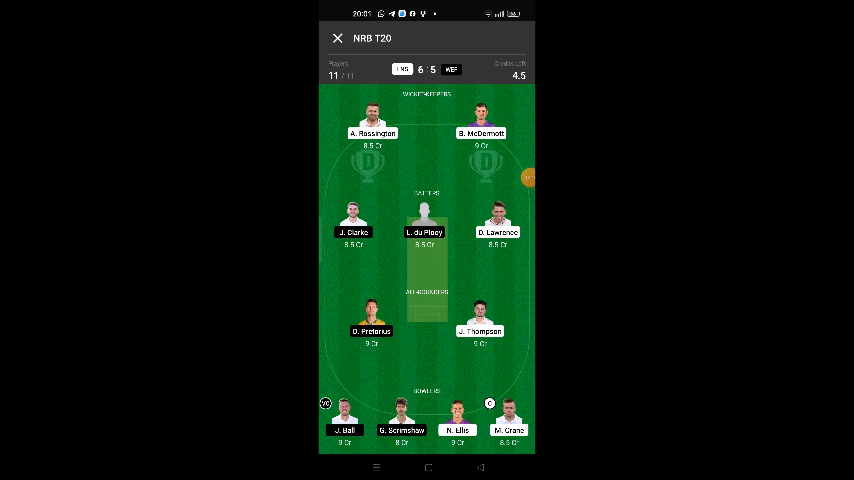 20:01
NRB T20
Players
Credits Left
11 / 11
LNS 6 : 5 WEF
4.5
WICKET-KEEPERS
A. Rossington
B. McDermott
8.5 Cr
9 Cr
BATTERS
J. Clarke
L. du Plooy
D. Lawrence
8.5 Cr
8.5 Cr
8.5 Cr
ALL-ROUNDERS
D. Pretorius
J. Thompson
9 Cr
9 Cr
BOWLERS
VC
C
J. Ball
G. Scrimshaw
N. Ellis
M. Crane
9 Cr
8 Cr
9 Cr
8.5 Cr